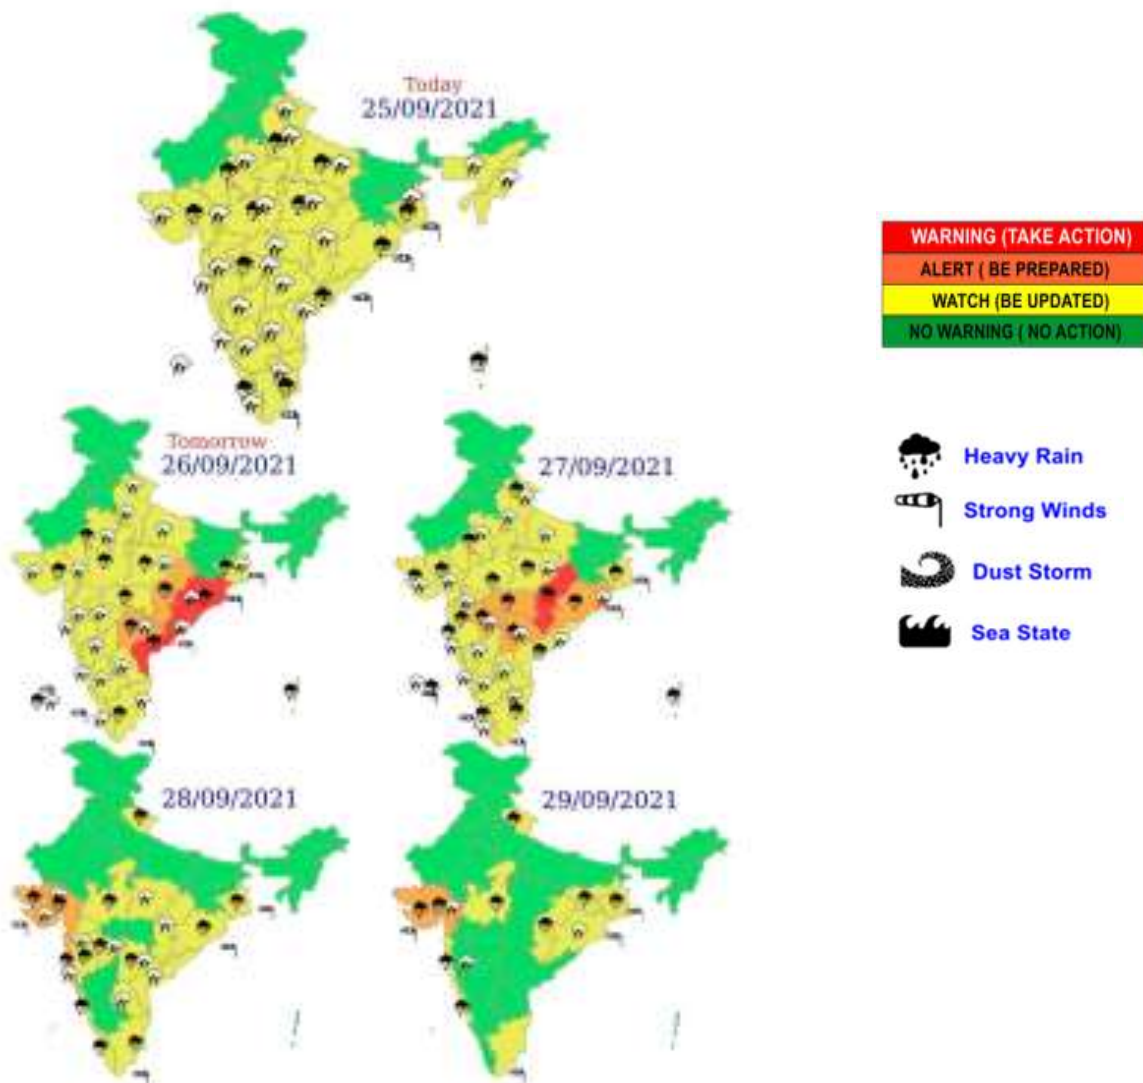 Today
25/09/2021
WARNING (TAKE ACTION)
ALERT ( BE PREPARED)
WATCH (BE UPDATED)
NO WARNING ( NO ACTION)
Tomorrow
26/09/2021
27/09/2021
Heavy Rain
Strong Winds
Dust Storm
Sea State
28/09/2021
29/09/2021